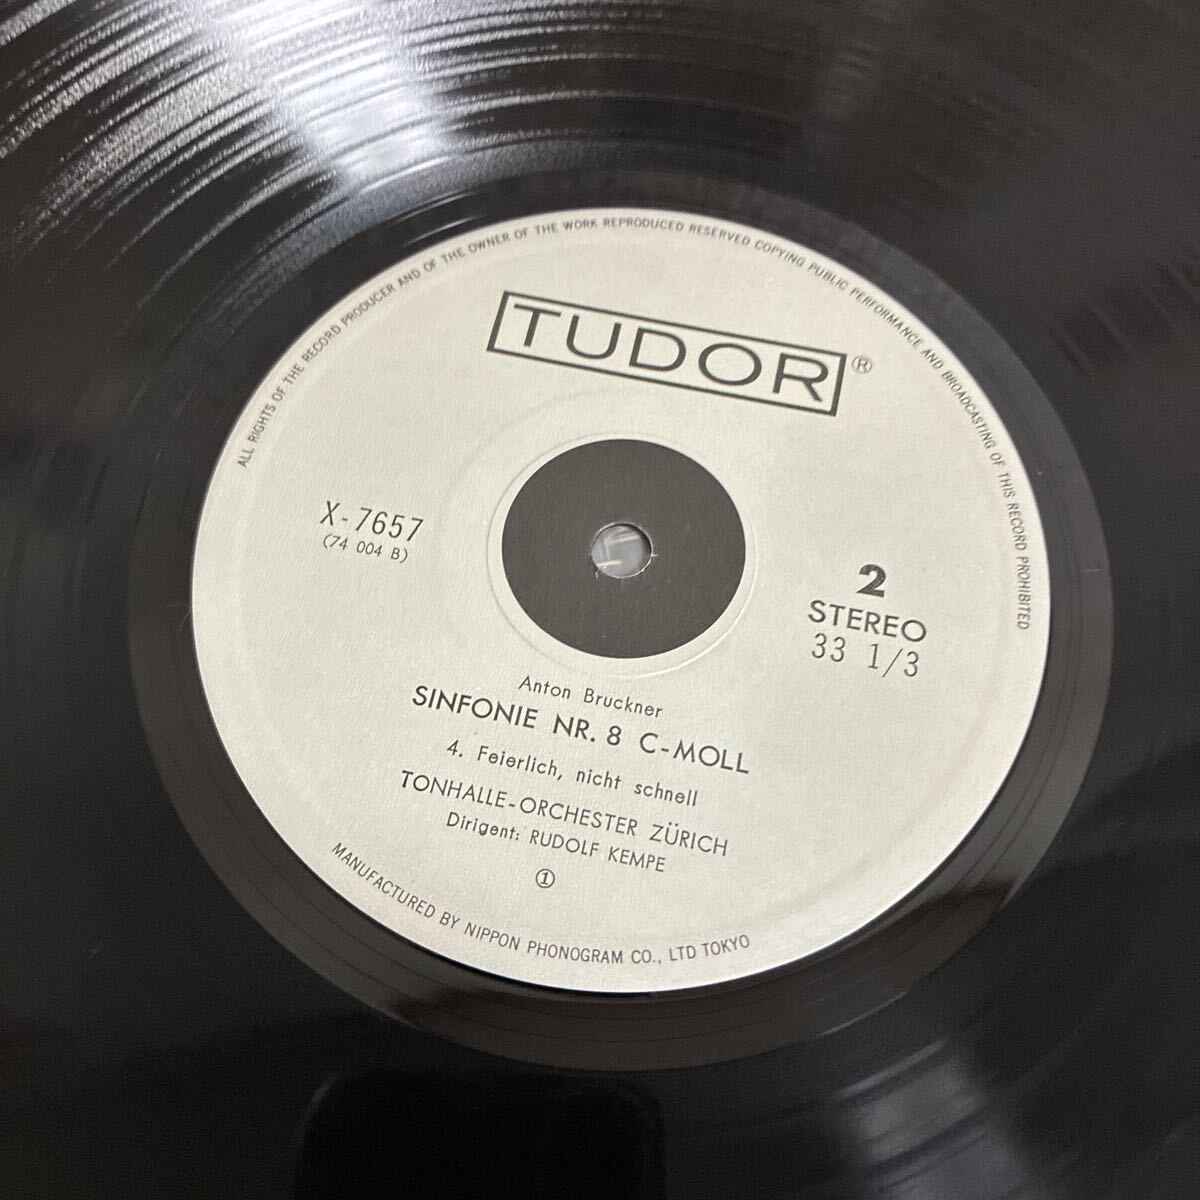 ALL RIGHTS OF THE RECORD PRODUCER AND OF THE OWNER OF THE WORK REPRODUCED RESERVED COPYING PUBLIC PERFORMANCE AND BROADCASTING OF THIS RECORD PROHIBITED
TUDOR®
X-7657
(74 004 B)
2
STEREO
33 1/3
Anton Bruckner
SINFONIE NR. 8 C-MOLL
4. Feierlich, nicht schnell
TONHALLE-ORCHESTER ZÜRICH
Dirigent: RUDOLF KEMPE
①
MANUFACTURED BY NIPPON PHONOGRAM CO., LTD TOKYO